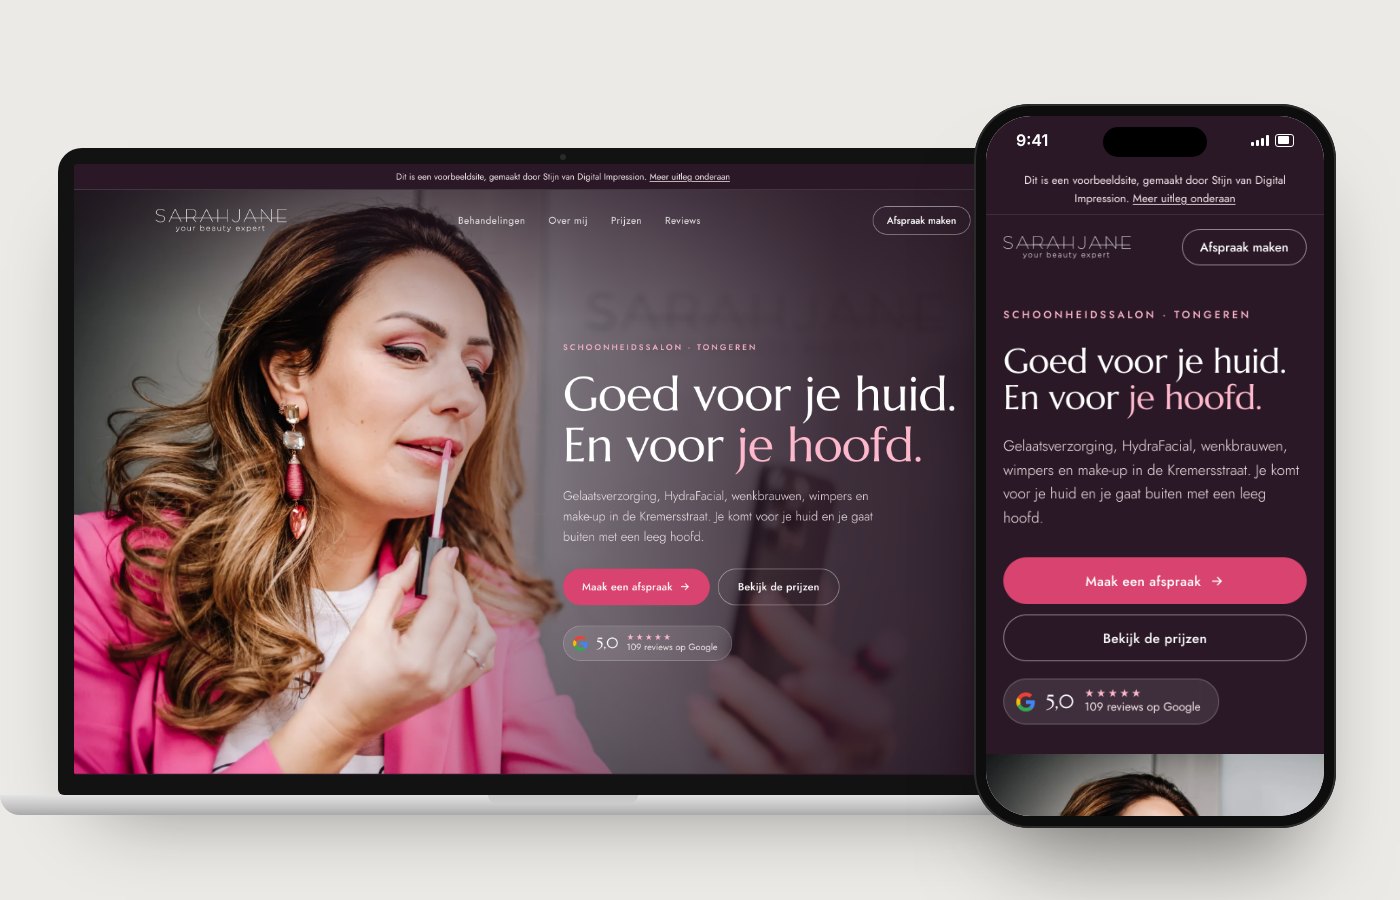 Dit is een voorbeeldsite, gemaakt door Stijn van Digital Impression. Meer uitleg onderaan
SARAHJANE
your beauty expert
Behandelingen Over mij Prijzen Reviews
Afspraak maken
SARAH JANE
SCHOONHEIDSSALON · TONGEREN
Goed voor je huid.
En voor je hoofd.
Gelaatsverzorging, HydraFacial, wenkbrauwen, wimpers en
make-up in de Kremersstraat. Je komt voor je huid en je gaat
buiten met een leeg hoofd.
Maak een afspraak →
Bekijk de prijzen
5,0 ★★★★★
109 reviews op Google
9:41
Dit is een voorbeeldsite, gemaakt door Stijn van Digital
Impression. Meer uitleg onderaan
SARAHJANE
your beauty expert
Afspraak maken
SCHOONHEIDSSALON · TONGEREN
Goed voor je huid.
En voor je hoofd.
Gelaatsverzorging, HydraFacial, wenkbrauwen,
wimpers en make-up in de Kremersstraat. Je komt
voor je huid en je gaat buiten met een leeg
hoofd.
Maak een afspraak →
Bekijk de prijzen
5,0 ★★★★★
109 reviews op Google